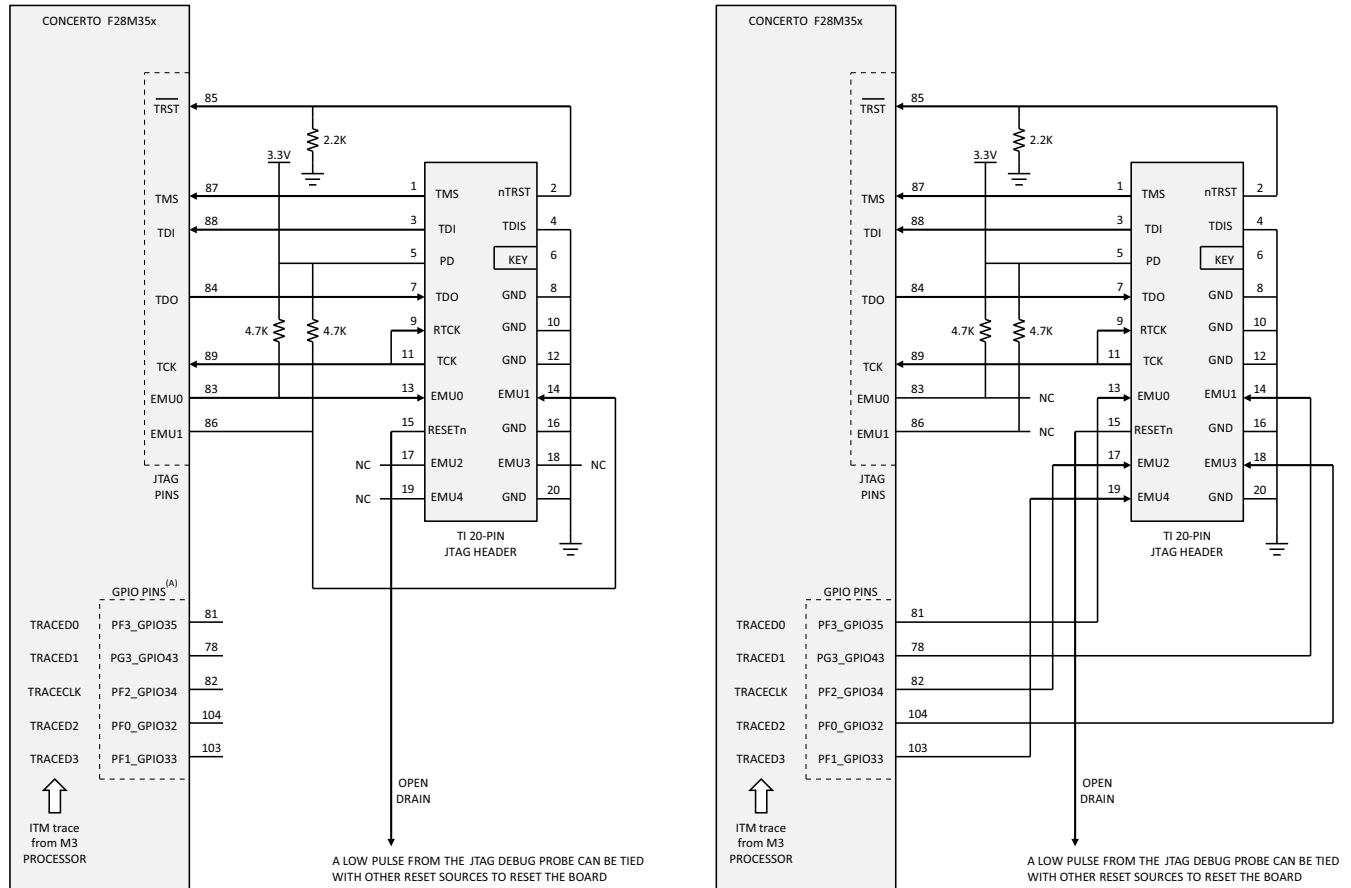 CONCERTO F28M35x
85
TRST
2.2K
3.3V
87
1
2
TMS
TMS
nTRST
88
3
4
TDI
TDI
TDIS
5
6
PD
KEY
84
7
8
TDO
TDO
GND
4.7K
4.7K
9
10
RTCK
GND
89
11
12
TCK
TCK
GND
83
13
14
EMU0
EMU0
EMU1
86
15
16
EMU1
RESETn
GND
NC
17
18
EMU2
EMU3
NC
NC
19
20
EMU4
GND
JTAG
PINS
TI 20-PIN
JTAG HEADER
GPIO PINS(A)
81
TRACED0
PF3_GPIO35
78
TRACED1
PG3_GPIO43
82
TRACECLK
PF2_GPIO34
104
TRACED2
PF0_GPIO32
103
TRACED3
PF1_GPIO33
OPEN
DRAIN
ITM trace
from M3
PROCESSOR
A LOW PULSE FROM THE JTAG DEBUG PROBE CAN BE TIED
WITH OTHER RESET SOURCES TO RESET THE BOARD
CONCERTO F28M35x
85
TRST
2.2K
3.3V
87
1
2
TMS
TMS
nTRST
88
3
4
TDI
TDI
TDIS
5
6
PD
KEY
84
7
8
TDO
TDO
GND
4.7K
4.7K
9
10
RTCK
GND
89
11
12
TCK
TCK
GND
83
NC
13
14
EMU0
EMU0
EMU1
86
NC
15
16
EMU1
RESETn
GND
17
18
EMU2
EMU3
19
20
EMU4
GND
JTAG
PINS
TI 20-PIN
JTAG HEADER
GPIO PINS
81
TRACED0
PF3_GPIO35
78
TRACED1
PG3_GPIO43
82
TRACECLK
PF2_GPIO34
104
TRACED2
PF0_GPIO32
103
TRACED3
PF1_GPIO33
OPEN
DRAIN
ITM trace
from M3
PROCESSOR
A LOW PULSE FROM THE JTAG DEBUG PROBE CAN BE TIED
WITH OTHER RESET SOURCES TO RESET THE BOARD